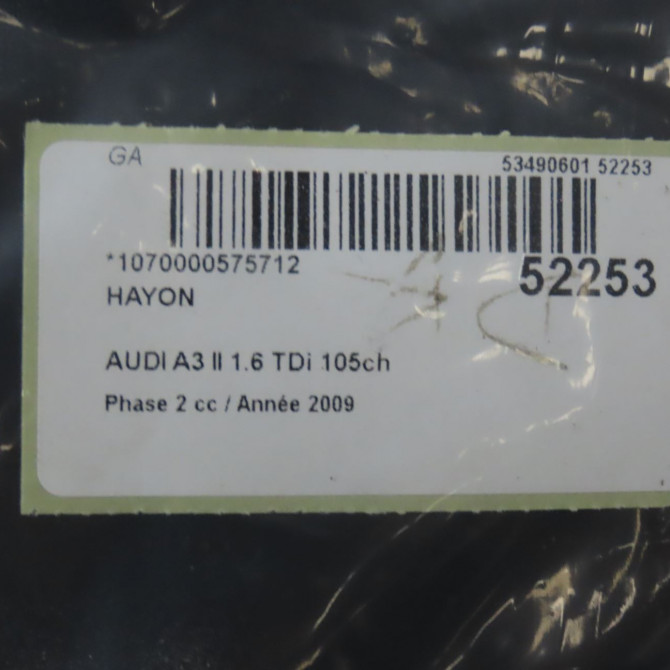 GA
53490601 52253
*1070000575712
52253
HAYON
AUDI A3 II 1.6 TDi 105ch
Phase 2 cc / Année 2009